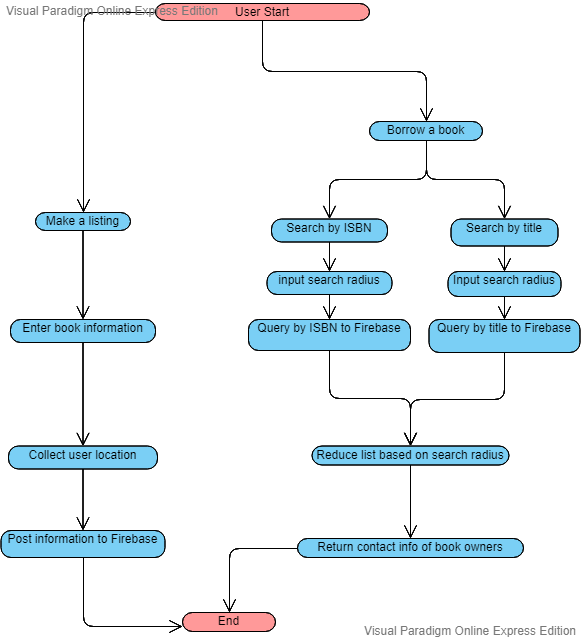 Visual Paradigm Online Express Edition
User Start
Borrow a book
Make a listing
Search by ISBN
Search by title
input search radius
Input search radius
Enter book information
Query by ISBN to Firebase
Query by title to Firebase
Collect user location
Reduce list based on search radius
Post information to Firebase
Return contact info of book owners
End
Visual Paradigm Online Express Edition